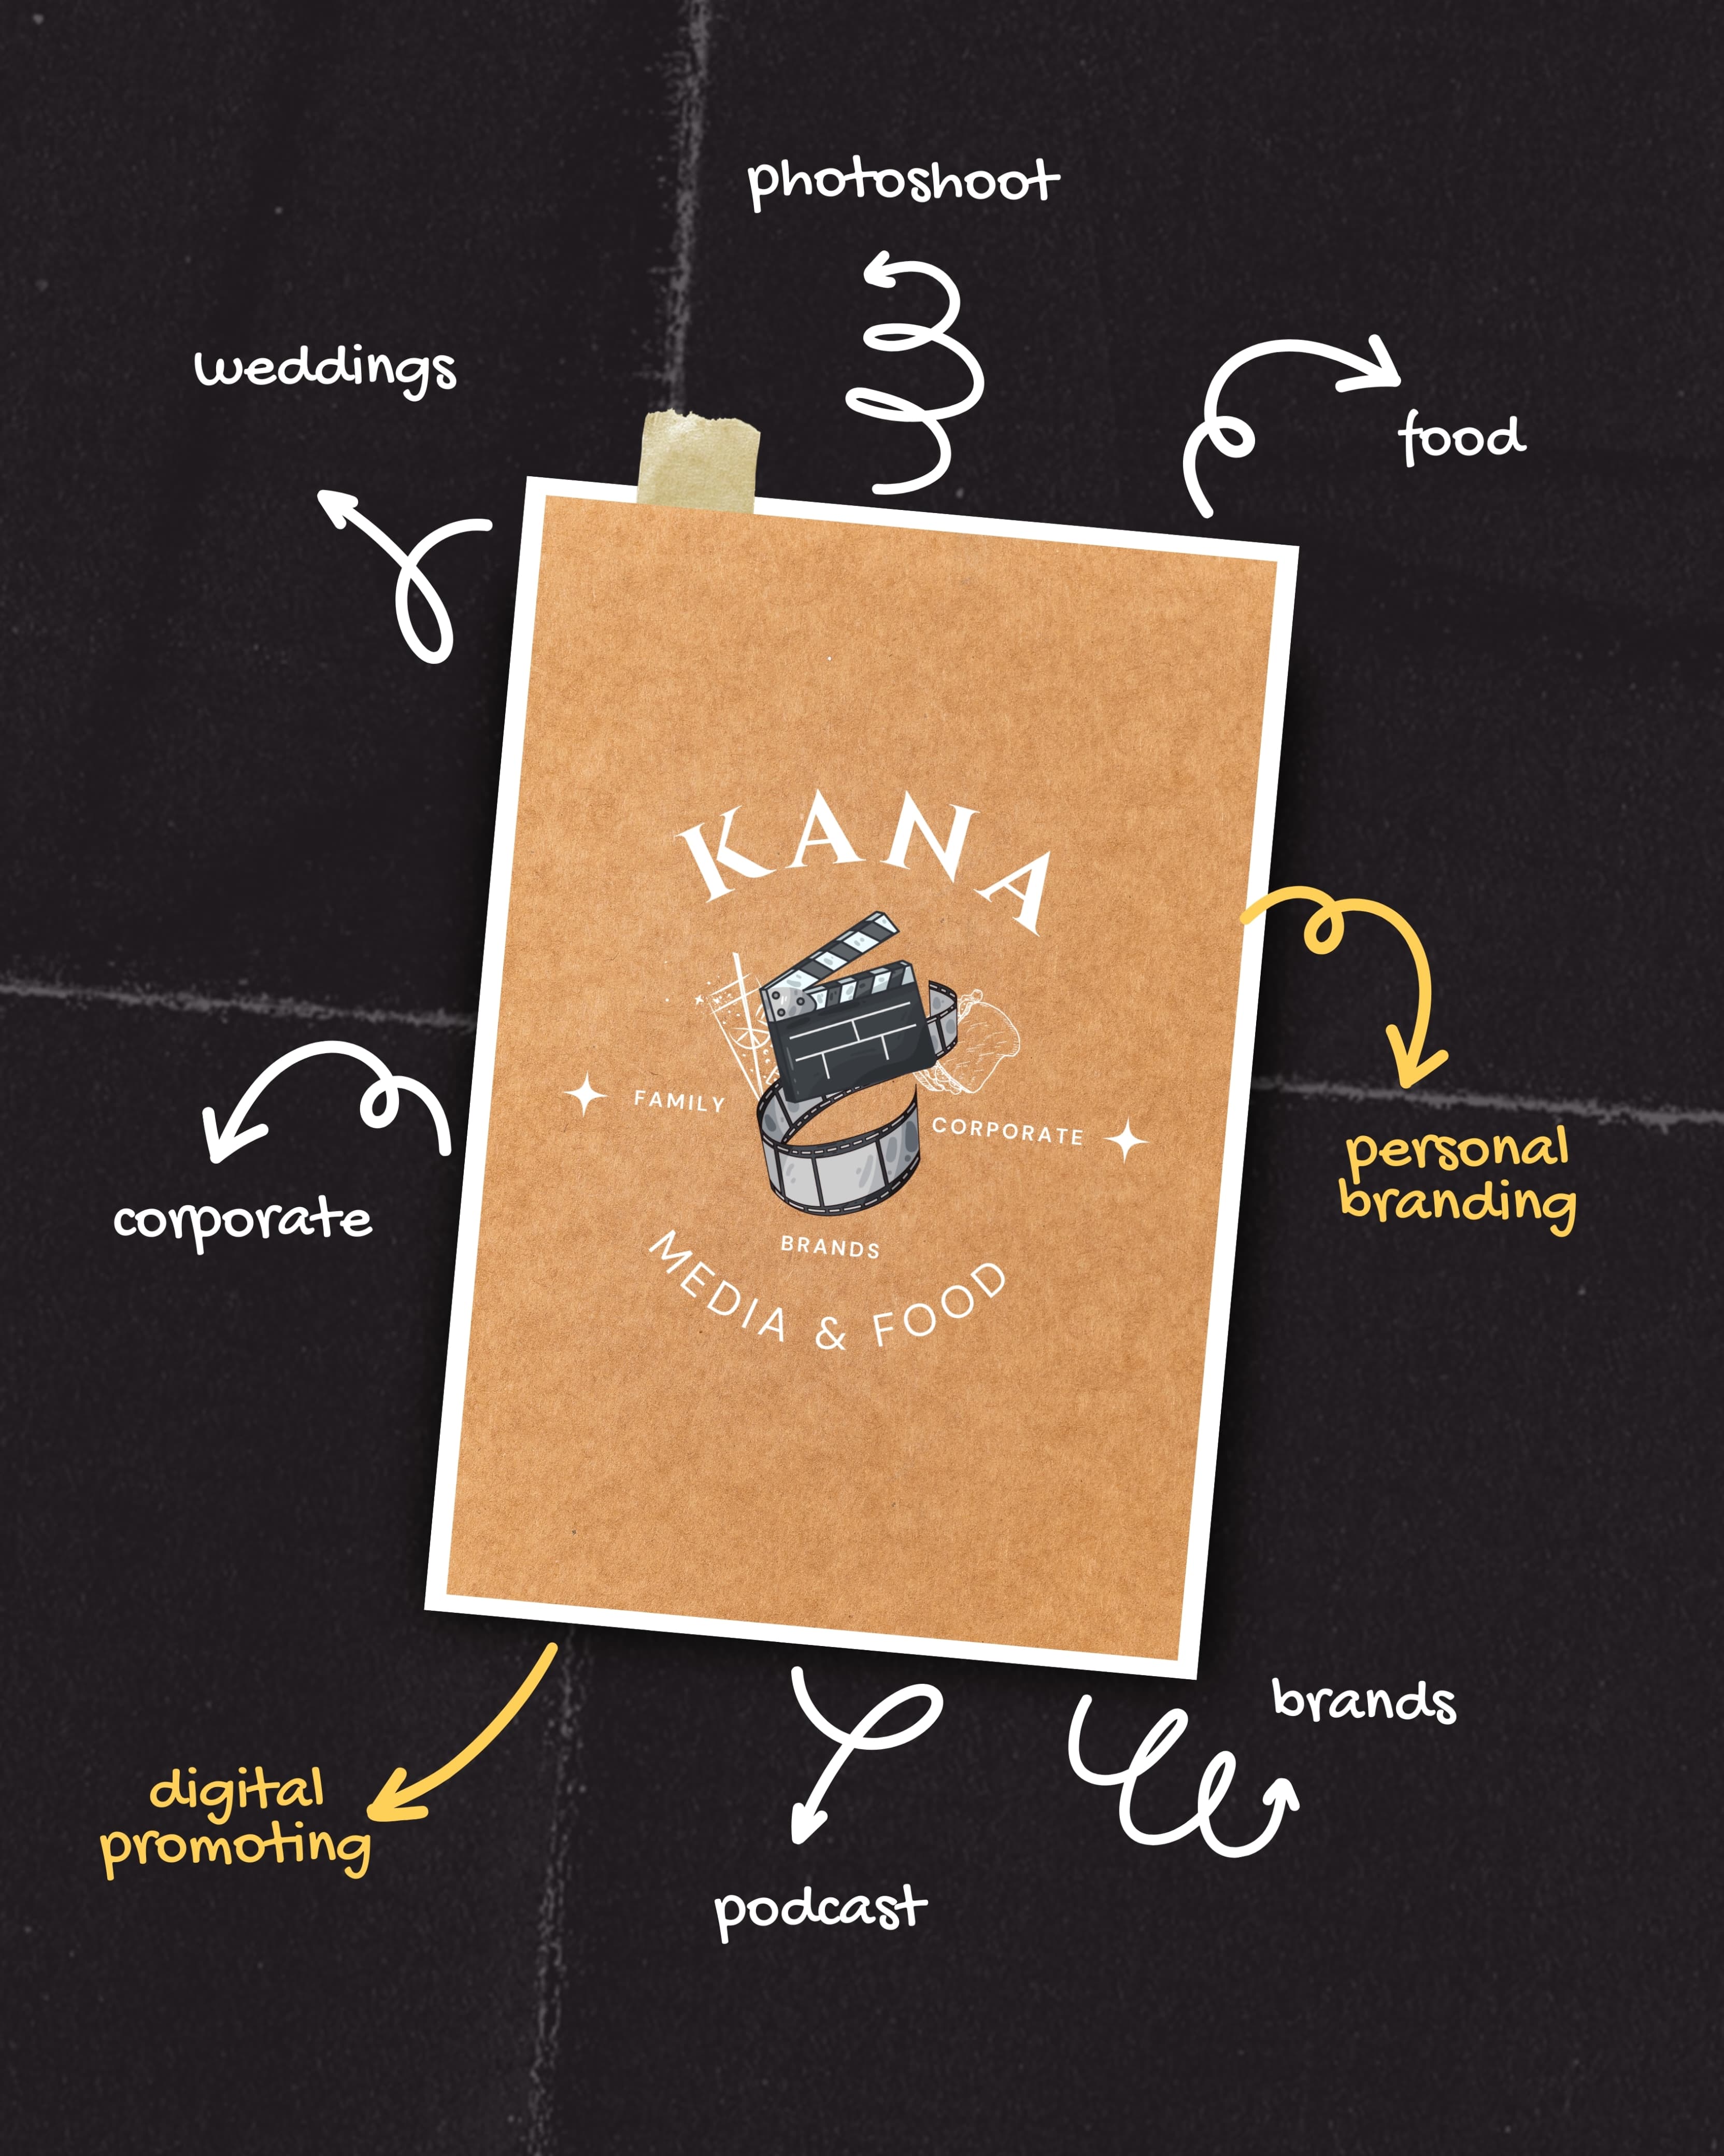 photoshoot
weddings
food
KANA
FAMILY
CORPORATE
BRANDS
MEDIA & FOOD
corporate
personal
branding
brands
digital
promoting
podcast